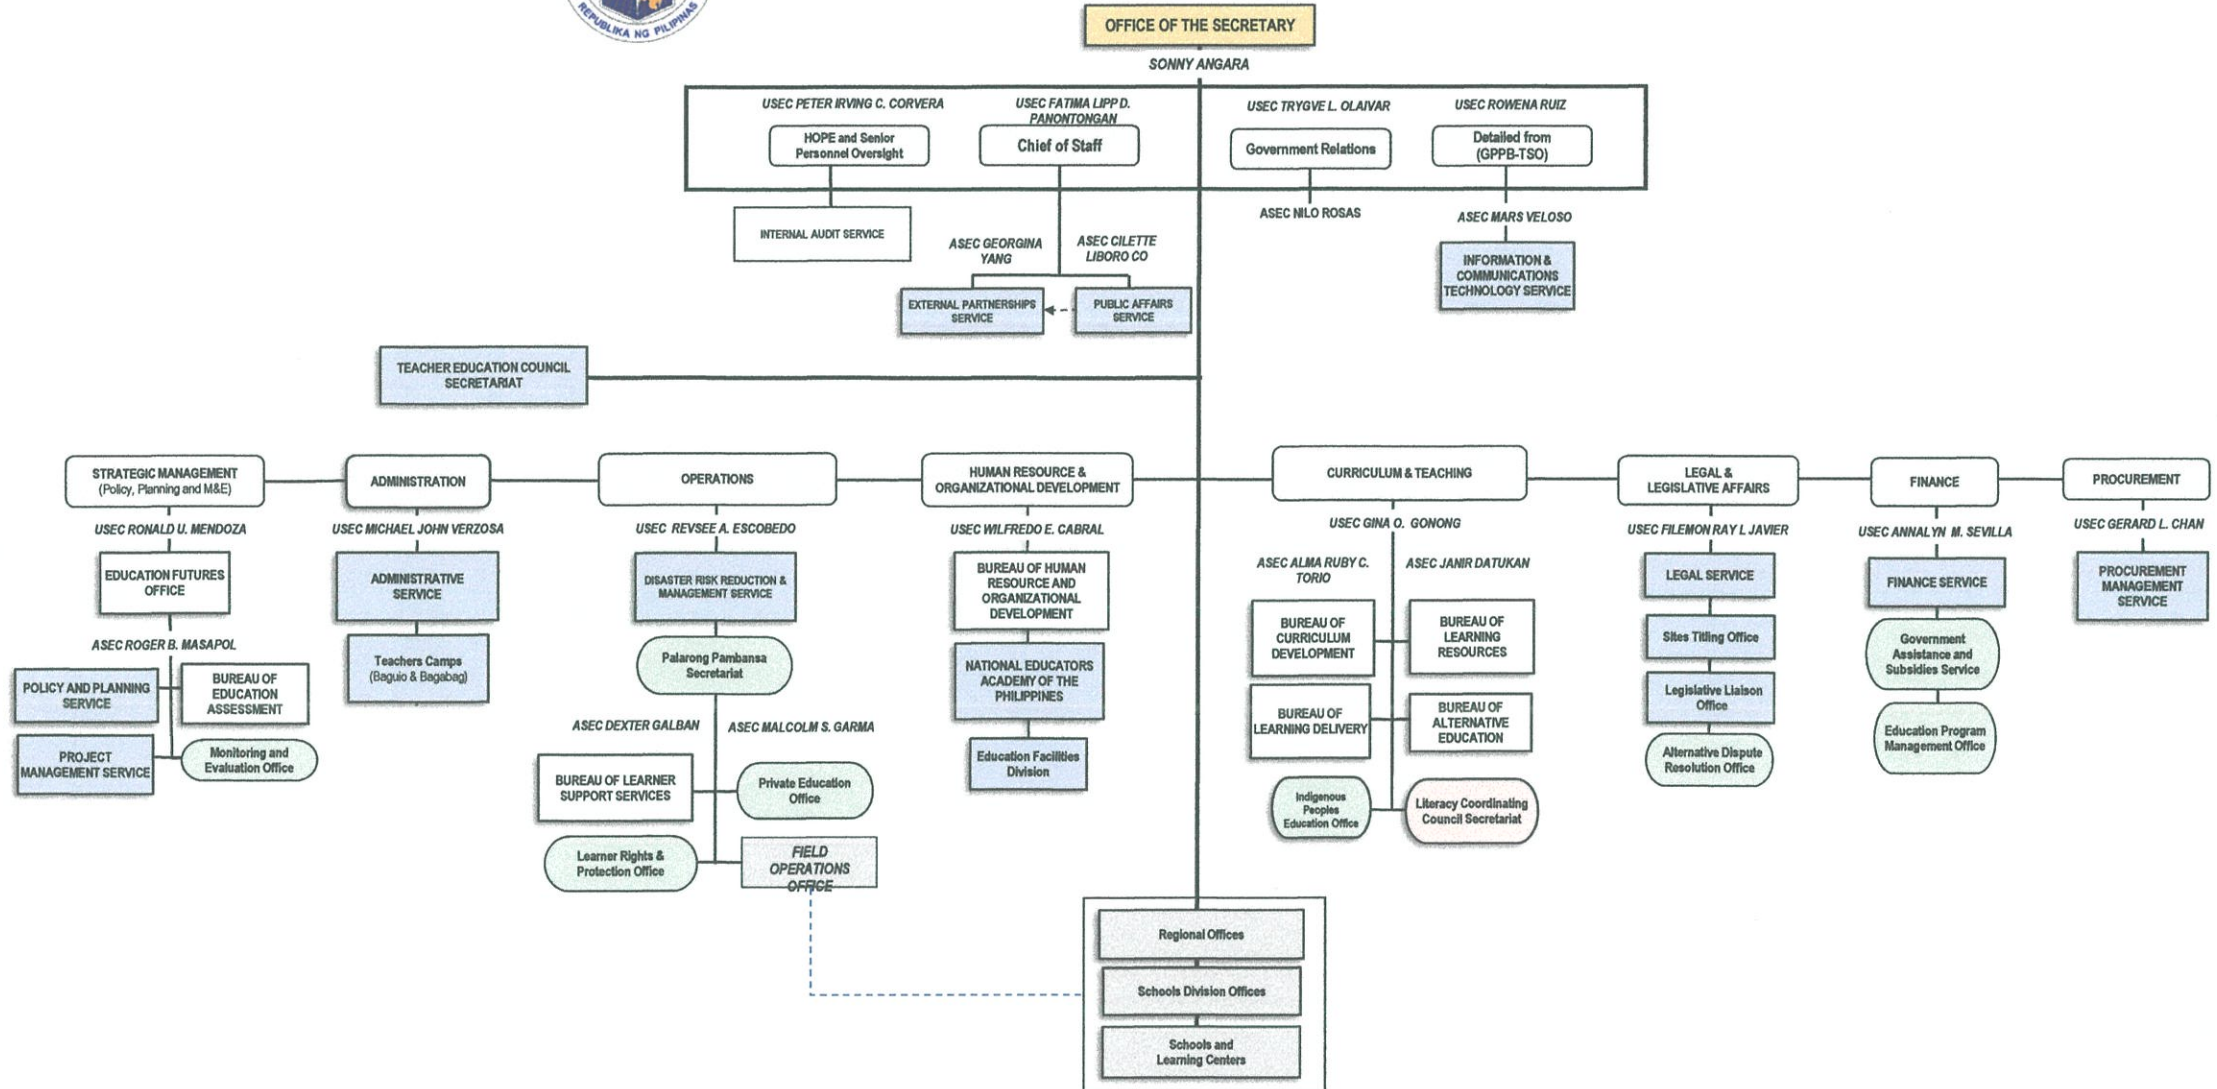 REPUBLIKA NG PILIPINAS
OFFICE OF THE SECRETARY
SONNY ANGARA
USEC PETER IRVING C. CORVERA
HOPE and Senior
Personnel Oversight
INTERNAL AUDIT SERVICE
USEC FATIMA LIPP D.
PANONTONGAN
Chief of Staff
ASEC GEORGINA
YANG
EXTERNAL PARTNERSHIPS
SERVICE
ASEC CILETTE
LIBORO CO
PUBLIC AFFAIRS
SERVICE
USEC TRYGVE L. OLAIVAR
Government Relations
ASEC NILO ROSAS
USEC ROWENA RUIZ
Detailed from
(GPPB-TSO)
ASEC MARS VELOSO
INFORMATION &
COMMUNICATIONS
TECHNOLOGY SERVICE
TEACHER EDUCATION COUNCIL
SECRETARIAT
STRATEGIC MANAGEMENT
(Policy, Planning and M&E)
USEC RONALD U. MENDOZA
EDUCATION FUTURES
OFFICE
ASEC ROGER B. MASAPOL
POLICY AND PLANNING
SERVICE
BUREAU OF
EDUCATION
ASSESSMENT
PROJECT
MANAGEMENT SERVICE
Monitoring and
Evaluation Office
ADMINISTRATION
USEC MICHAEL JOHN VERZOSA
ADMINISTRATIVE
SERVICE
Teachers Camps
(Baguio & Bagabag)
OPERATIONS
USEC REVSEE A. ESCOBEDO
DISASTER RISK REDUCTION &
MANAGEMENT SERVICE
Palarong Pambansa
Secretariat
ASEC DEXTER GALBAN
ASEC MALCOLM S. GARMA
BUREAU OF LEARNER
SUPPORT SERVICES
Private Education
Office
Learner Rights &
Protection Office
FIELD
OPERATIONS
OFFICE
HUMAN RESOURCE &
ORGANIZATIONAL DEVELOPMENT
USEC WILFREDO E. CABRAL
BUREAU OF HUMAN
RESOURCE AND
ORGANIZATIONAL
DEVELOPMENT
NATIONAL EDUCATORS
ACADEMY OF THE
PHILIPPINES
Education Facilities
Division
CURRICULUM & TEACHING
USEC GINA O. GONONG
ASEC ALMA RUBY C.
TORIO
ASEC JANIR DATUKAN
BUREAU OF
CURRICULUM
DEVELOPMENT
BUREAU OF
LEARNING
RESOURCES
BUREAU OF
LEARNING DELIVERY
BUREAU OF
ALTERNATIVE
EDUCATION
Indigenous
Peoples
Education Office
Literacy Coordinating
Council Secretariat
LEGAL &
LEGISLATIVE AFFAIRS
USEC FILEMON RAY L JAVIER
LEGAL SERVICE
Sites Titling Office
Legislative Liaison
Office
Alternative Dispute
Resolution Office
FINANCE
USEC ANNALYN M. SEVILLA
FINANCE SERVICE
Government
Assistance and
Subsidies Service
Education Program
Management Office
PROCUREMENT
USEC GERARD L. CHAN
PROCUREMENT
MANAGEMENT
SERVICE
Regional Offices
Schools Division Offices
Schools and
Learning Centers